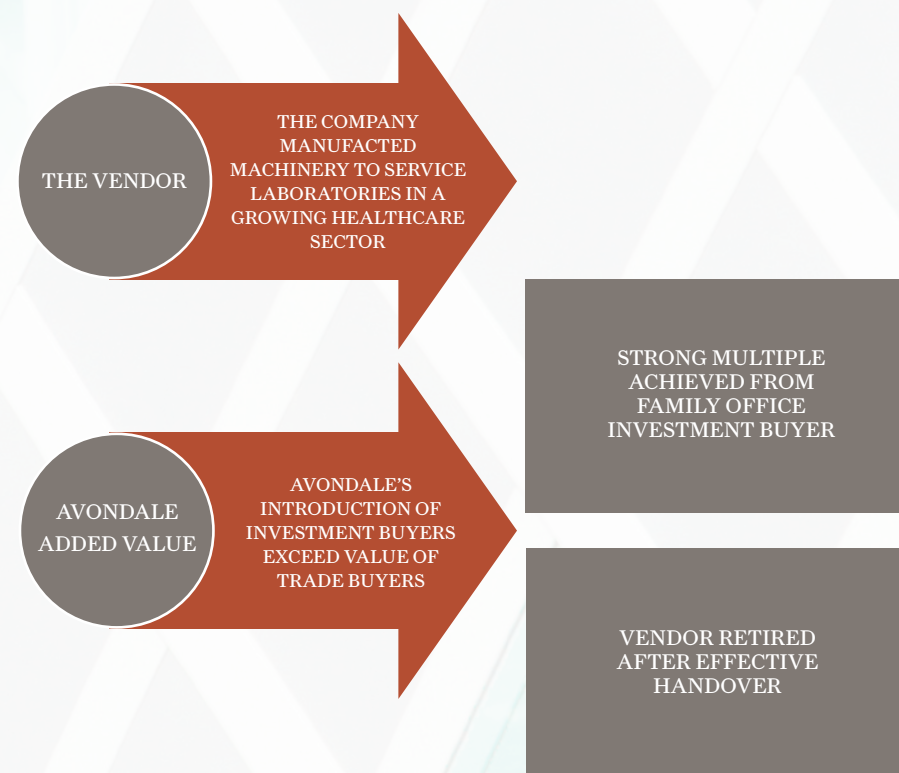 THE VENDOR
THE COMPANY
MANUFACTED
MACHINERY TO SERVICE
LABORATORIES IN A
GROWING HEALTHCARE
SECTOR
AVONDALE
ADDED VALUE
AVONDALE’S
INTRODUCTION OF
INVESTMENT BUYERS
EXCEED VALUE OF
TRADE BUYERS
STRONG MULTIPLE
ACHIEVED FROM
FAMILY OFFICE
INVESTMENT BUYER
VENDOR RETIRED
AFTER EFFECTIVE
HANDOVER